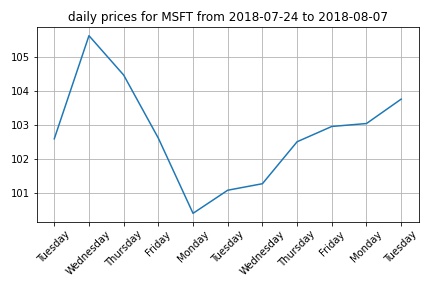 daily prices for MSFT from 2018-07-24 to 2018-08-07
105
104
103
102
101
Tuesday
Wednesday
Thursday
Friday
Monday
Tuesday
Wednesday
Thursday
Friday
Monday
Tuesday